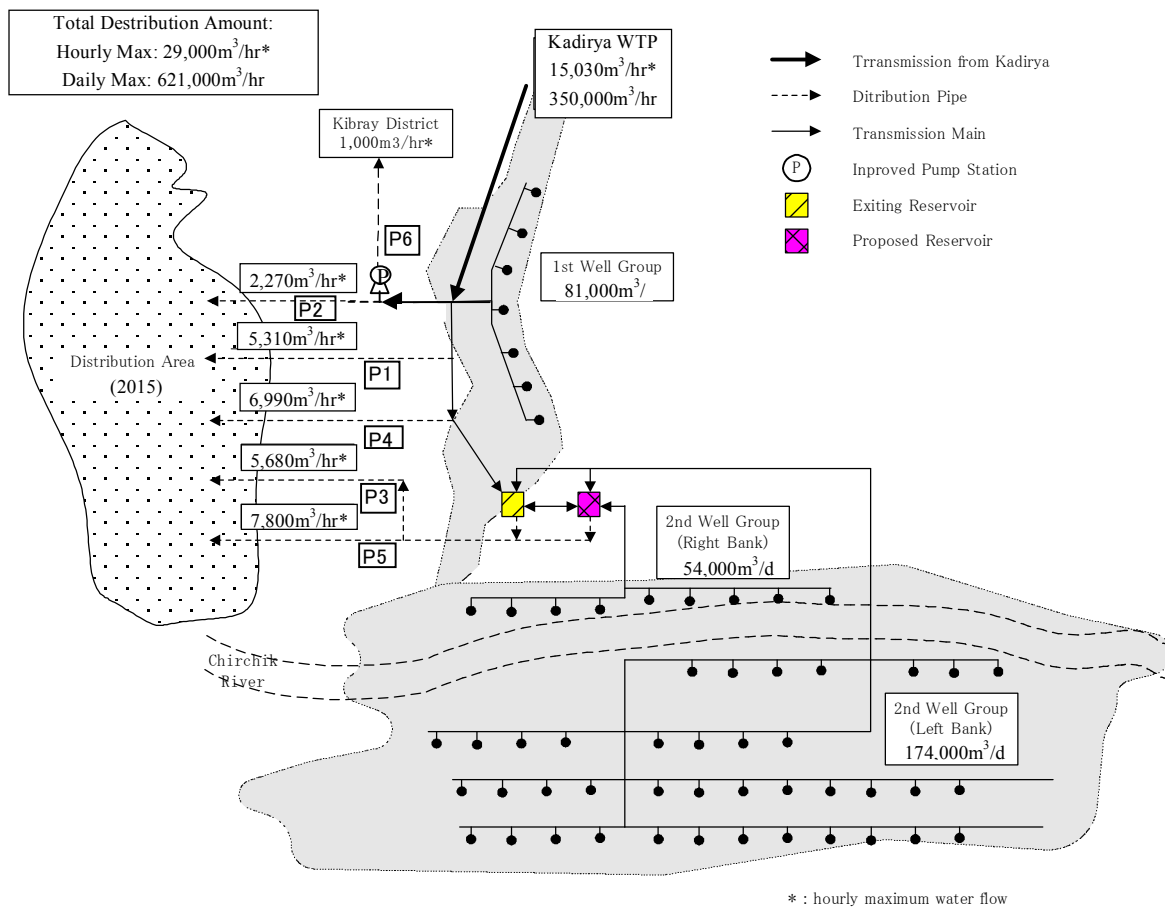 Total Destribution Amount:
Hourly Max: 29,000m³/hr*
Daily Max: 621,000m³/hr
Kadirya WTP
15,030m³/hr*
350,000m³/hr
Trransmission from Kadirya
Ditribution Pipe
Transmission Main
P
Inproved Pump Station
Exiting Reservoir
Proposed Reservoir
Kibray District
1,000m3/hr*
P6
P
1st Well Group
81,000m³/
2,270m³/hr*
P2
5,310m³/hr*
P1
Distribution Area
(2015)
6,990m³/hr*
P4
5,680m³/hr*
P3
7,800m³/hr*
P5
2nd Well Group
(Right Bank)
54,000m³/d
Chirchik
River
2nd Well Group
(Left Bank)
174,000m³/d
* : hourly maximum water flow